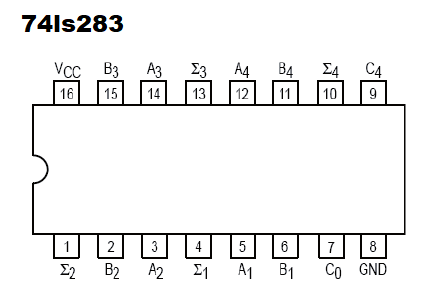 74ls283
VCC B3 A3 Σ3 A4 B4 Σ4 C4
16 15 14 13 12 11 10 9
1 2 3 4 5 6 7 8
Σ2 B2 A2 Σ1 A1 B1 C0 GND